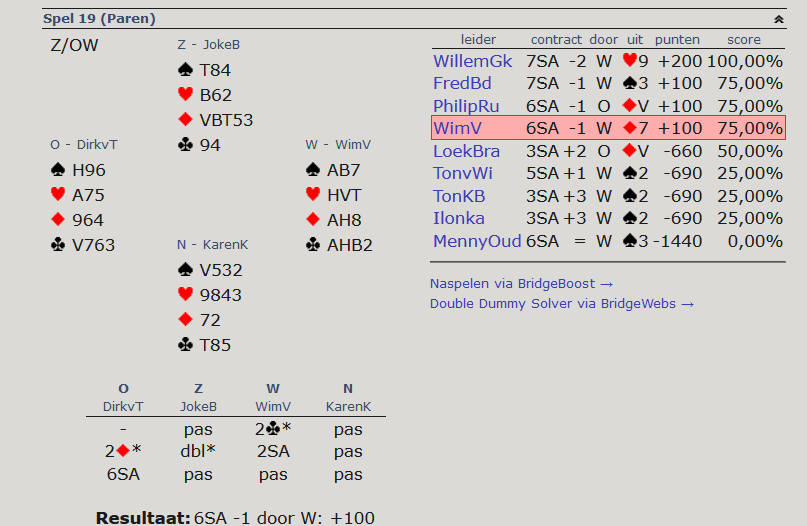 Spel 19 (Paren)
Z/OW
Z - JokeB
♠ T84
♥ B62
♦ VBT53
♣ 94
O - DirkvT
♠ H96
♥ A75
♦ 964
♣ V763
W - WimV
♠ AB7
♥ HVT
♦ AH8
♣ AHB2
N - KarenK
♠ V532
♥ 9843
♦ 72
♣ T85
leider contract door uit punten score
WillemGk 7SA -2 W ♥9 +200 100,00%
FredBd 7SA -1 W ♠3 +100 75,00%
PhilipRu 6SA -1 O ♦V +100 75,00%
WimV 6SA -1 W ♦7 +100 75,00%
LoekBra 3SA +2 O ♦V -660 50,00%
TonvWi 5SA +1 W ♠2 -690 25,00%
TonKB 3SA +3 W ♠2 -690 25,00%
Ilonka 3SA +3 W ♠2 -690 25,00%
MennyOud 6SA = W ♠3 -1440 0,00%
Naspelen via BridgeBoost →
Double Dummy Solver via BridgeWebs →
O Z W N
DirkvT JokeB WimV KarenK
- pas 2♣* pas
2♦* dbl* 2SA pas
6SA pas pas pas
Resultaat: 6SA -1 door W: +100